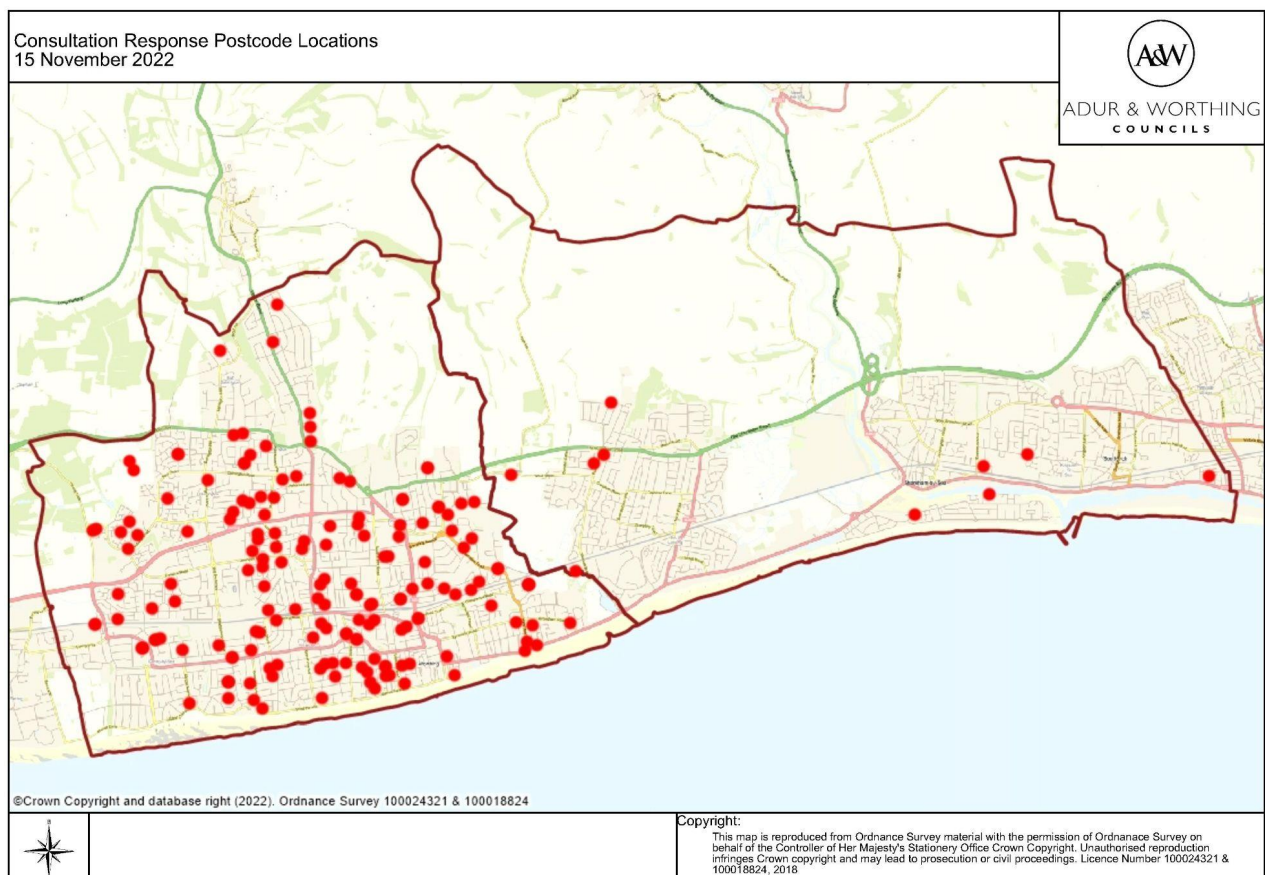 Consultation Response Postcode Locations
15 November 2022
A&W
ADUR & WORTHING
COUNCILS
©Crown Copyright and database right (2022). Ordnance Survey 100024321 & 100018824
Copyright:
This map is reproduced from Ordnance Survey material with the permission of Ordnanace Survey on
behalf of the Controller of Her Majesty's Stationery Office Crown Copyright. Unauthorised reproduction
infringes Crown copyright and may lead to prosecution or civil proceedings. Licence Number 100024321 &
100018824, 2018